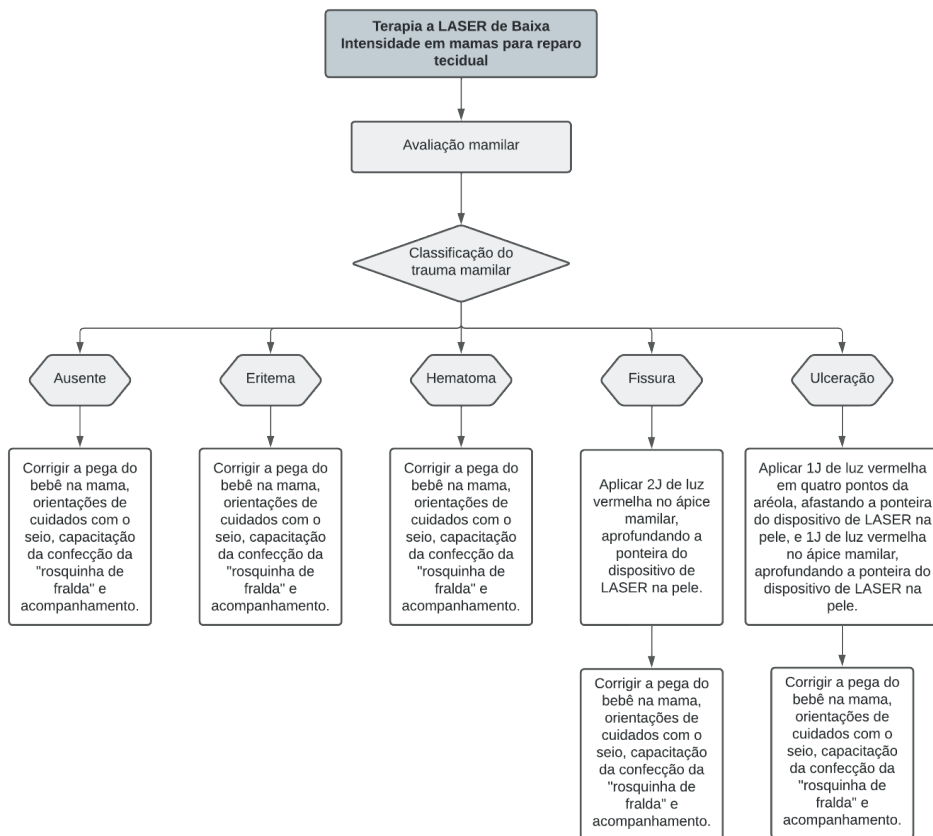 Terapia a LASER de Baixa
Intensidade em mamas para reparo
tecidual
Avaliação mamilar
Classificação do
trauma mamilar
Ausente
Eritema
Hematoma
Fissura
Ulceração
Corrigir a pega do
bebê na mama,
orientações de
cuidados com o
seio, capacitação
da confecção da
"rosquinha de
fralda" e
acompanhamento.
Corrigir a pega do
bebê na mama,
orientações de
cuidados com o
seio, capacitação
da confecção da
"rosquinha de
fralda" e
acompanhamento.
Corrigir a pega do
bebê na mama,
orientações de
cuidados com o
seio, capacitação
da confecção da
"rosquinha de
fralda" e
acompanhamento.
Aplicar 2J de luz
vermelha no ápice
mamilar,
aprofundando a
ponteira do
dispositivo de
LASER na pele.
Aplicar 1J de luz vermelha
em quatro pontos da
aréola, afastando a ponteira
do dispositivo de LASER na
pele, e 1J de luz vermelha
no ápice mamilar,
aprofundando a ponteira do
dispositivo de LASER na
pele.
Corrigir a pega do
bebê na mama,
orientações de
cuidados com o
seio, capacitação
da confecção da
"rosquinha de
fralda" e
acompanhamento.
Corrigir a pega do
bebê na mama,
orientações de
cuidados com o
seio, capacitação
da confecção da
"rosquinha de
fralda" e
acompanhamento.